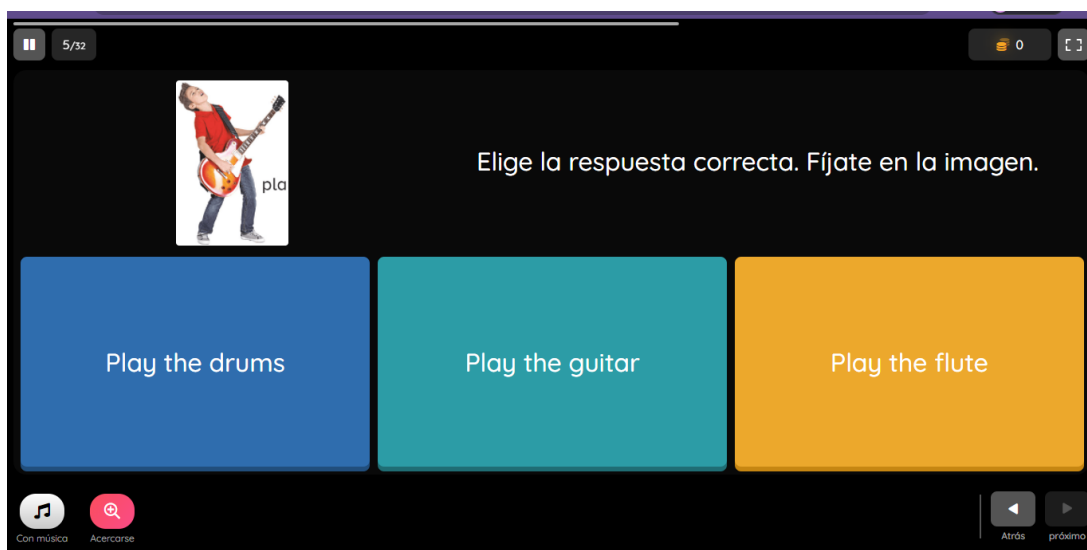 5/32
0
pla
Elige la respuesta correcta. Fíjate en la imagen.
Play the drums
Play the guitar
Play the flute
Con música
Acercarse
Atrás
próximo